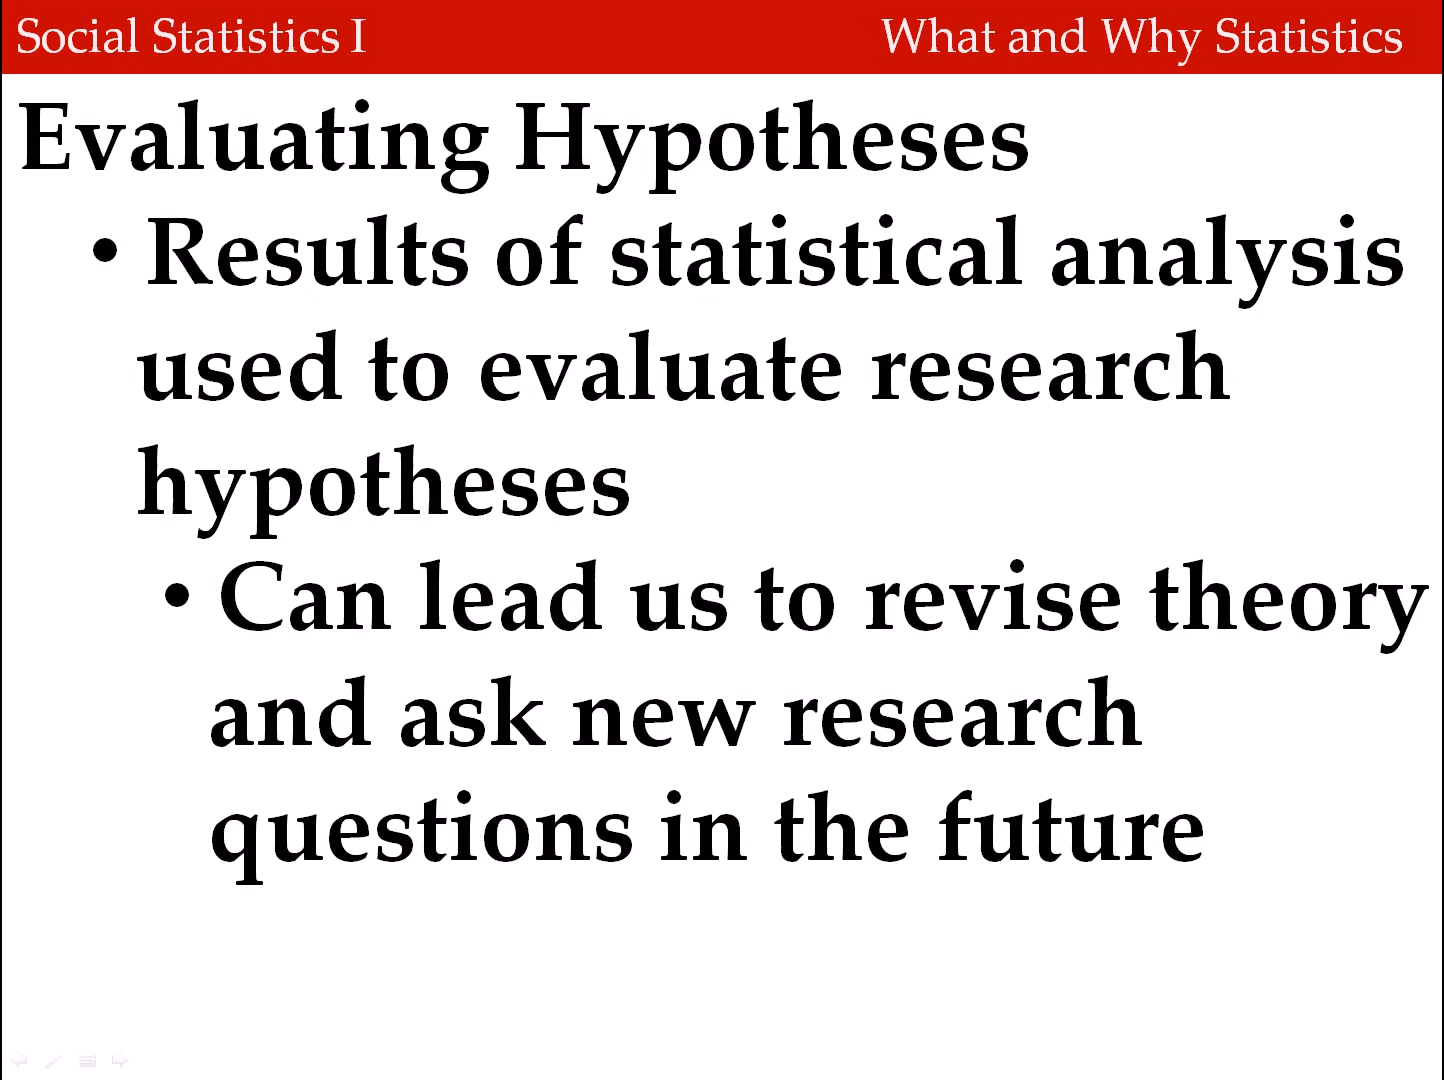 Social Statistics I What and Why Statistics
Evaluating Hypotheses
• Results of statistical analysis
used to evaluate research
hypotheses
• Can lead us to revise theory
and ask new research
questions in the future